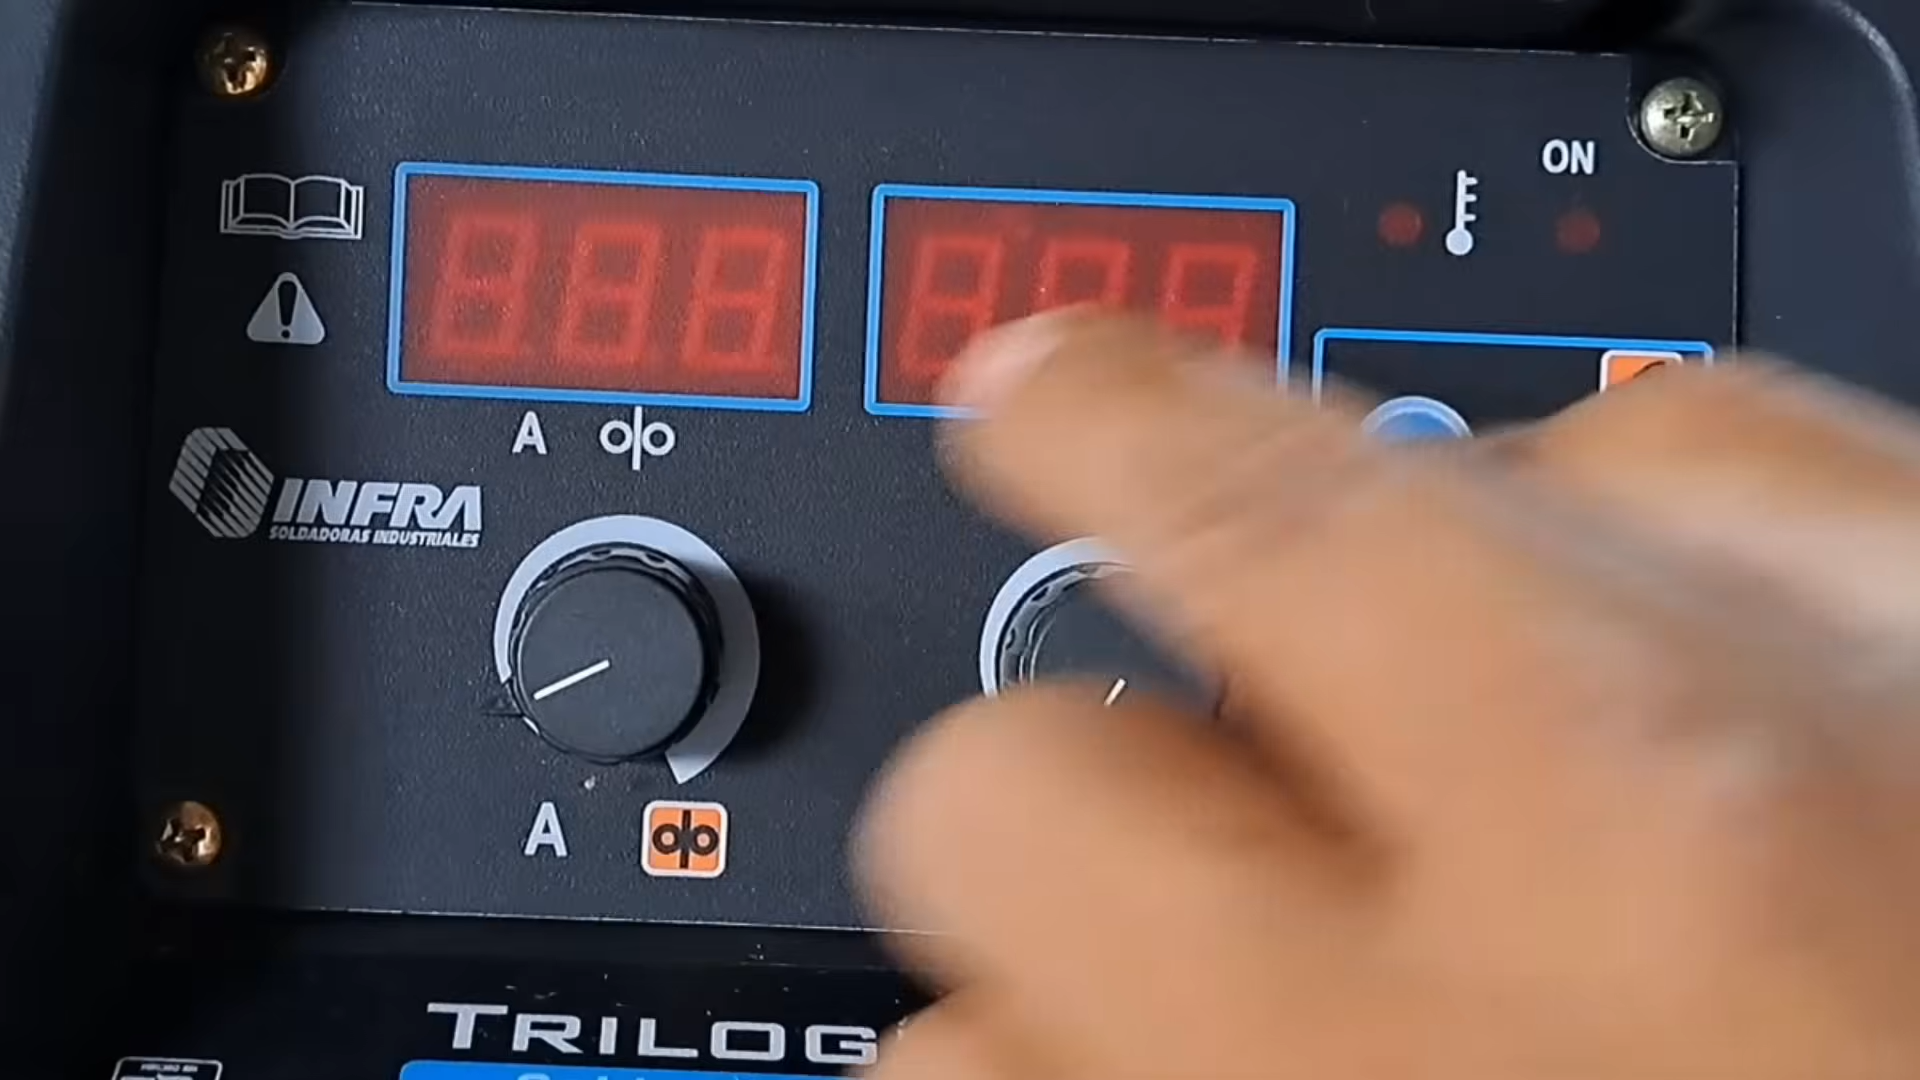 ON
A
INFRA
SOLDADORAS INDUSTRIALES
A
TRILOG